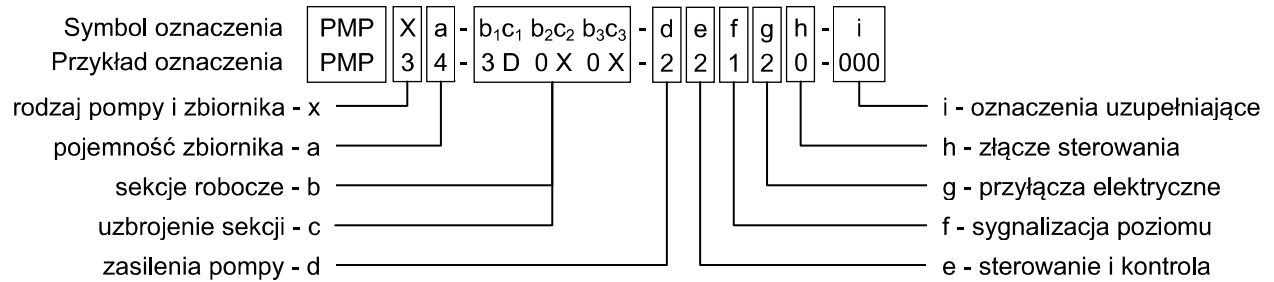 Symbol oznaczenia PMP X a - b₁c₁ b₂c₂ b₃c₃ - d e f g h - i
Przykład oznaczenia PMP 3 4 - 3 D 0 X 0 X - 2 2 1 2 0 - 000
rodzaj pompy i zbiornika - x
i - oznaczenia uzupełniające
pojemność zbiornika - a
h - złącze sterowania
sekcje robocze - b
g - przyłącza elektryczne
uzbrojenie sekcji - c
f - sygnalizacja poziomu
zasilenia pompy - d
e - sterowanie i kontrola